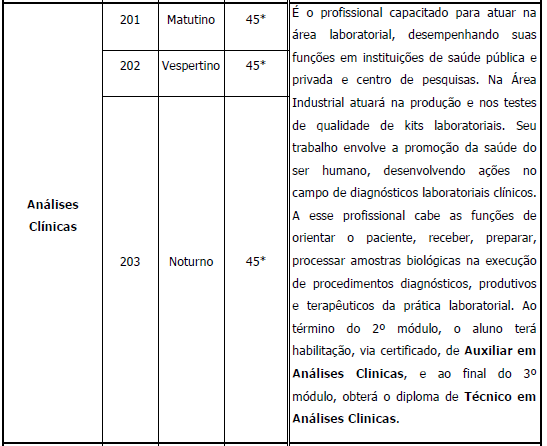 Análises
Clínicas
201 Matutino 45*
202 Vespertino 45*
203 Noturno 45*
É o profissional capacitado para atuar na
área laboratorial, desempenhando suas
funções em instituições de saúde pública e
privada e centro de pesquisas. Na Área
Industrial atuará na produção e nos testes
de qualidade de kits laboratoriais. Seu
trabalho envolve a promoção da saúde do
ser humano, desenvolvendo ações no
campo de diagnósticos laboratoriais clínicos.
A esse profissional cabe as funções de
orientar o paciente, receber, preparar,
processar amostras biológicas na execução
de procedimentos diagnósticos, produtivos
e terapêuticos da prática laboratorial. Ao
término do 2º módulo, o aluno terá
habilitação, via certificado, de Auxiliar em
Análises Clinicas, e ao final do 3º
módulo, obterá o diploma de Técnico em
Análises Clinicas.